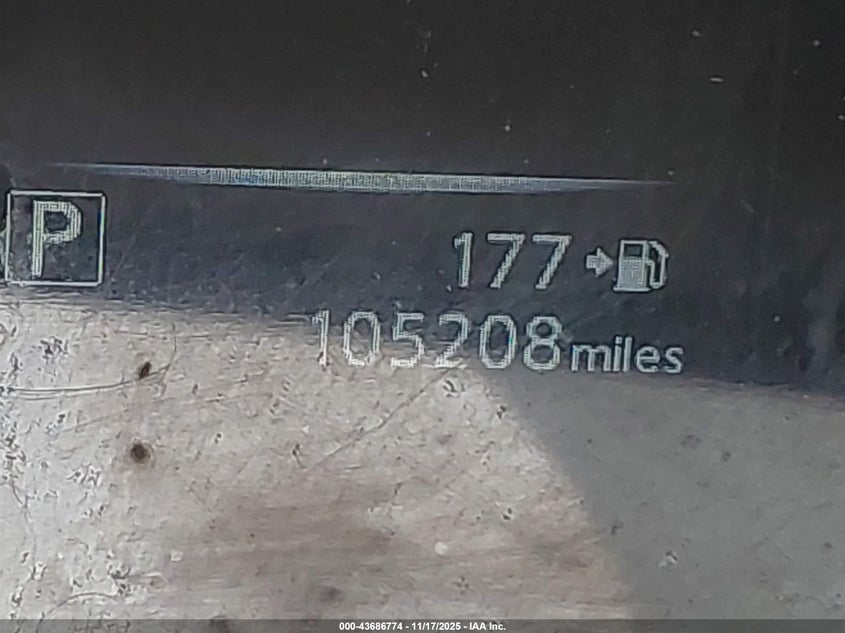 P
177
105208 miles
000-43686774 - 11/17/2025 - IAA Inc.